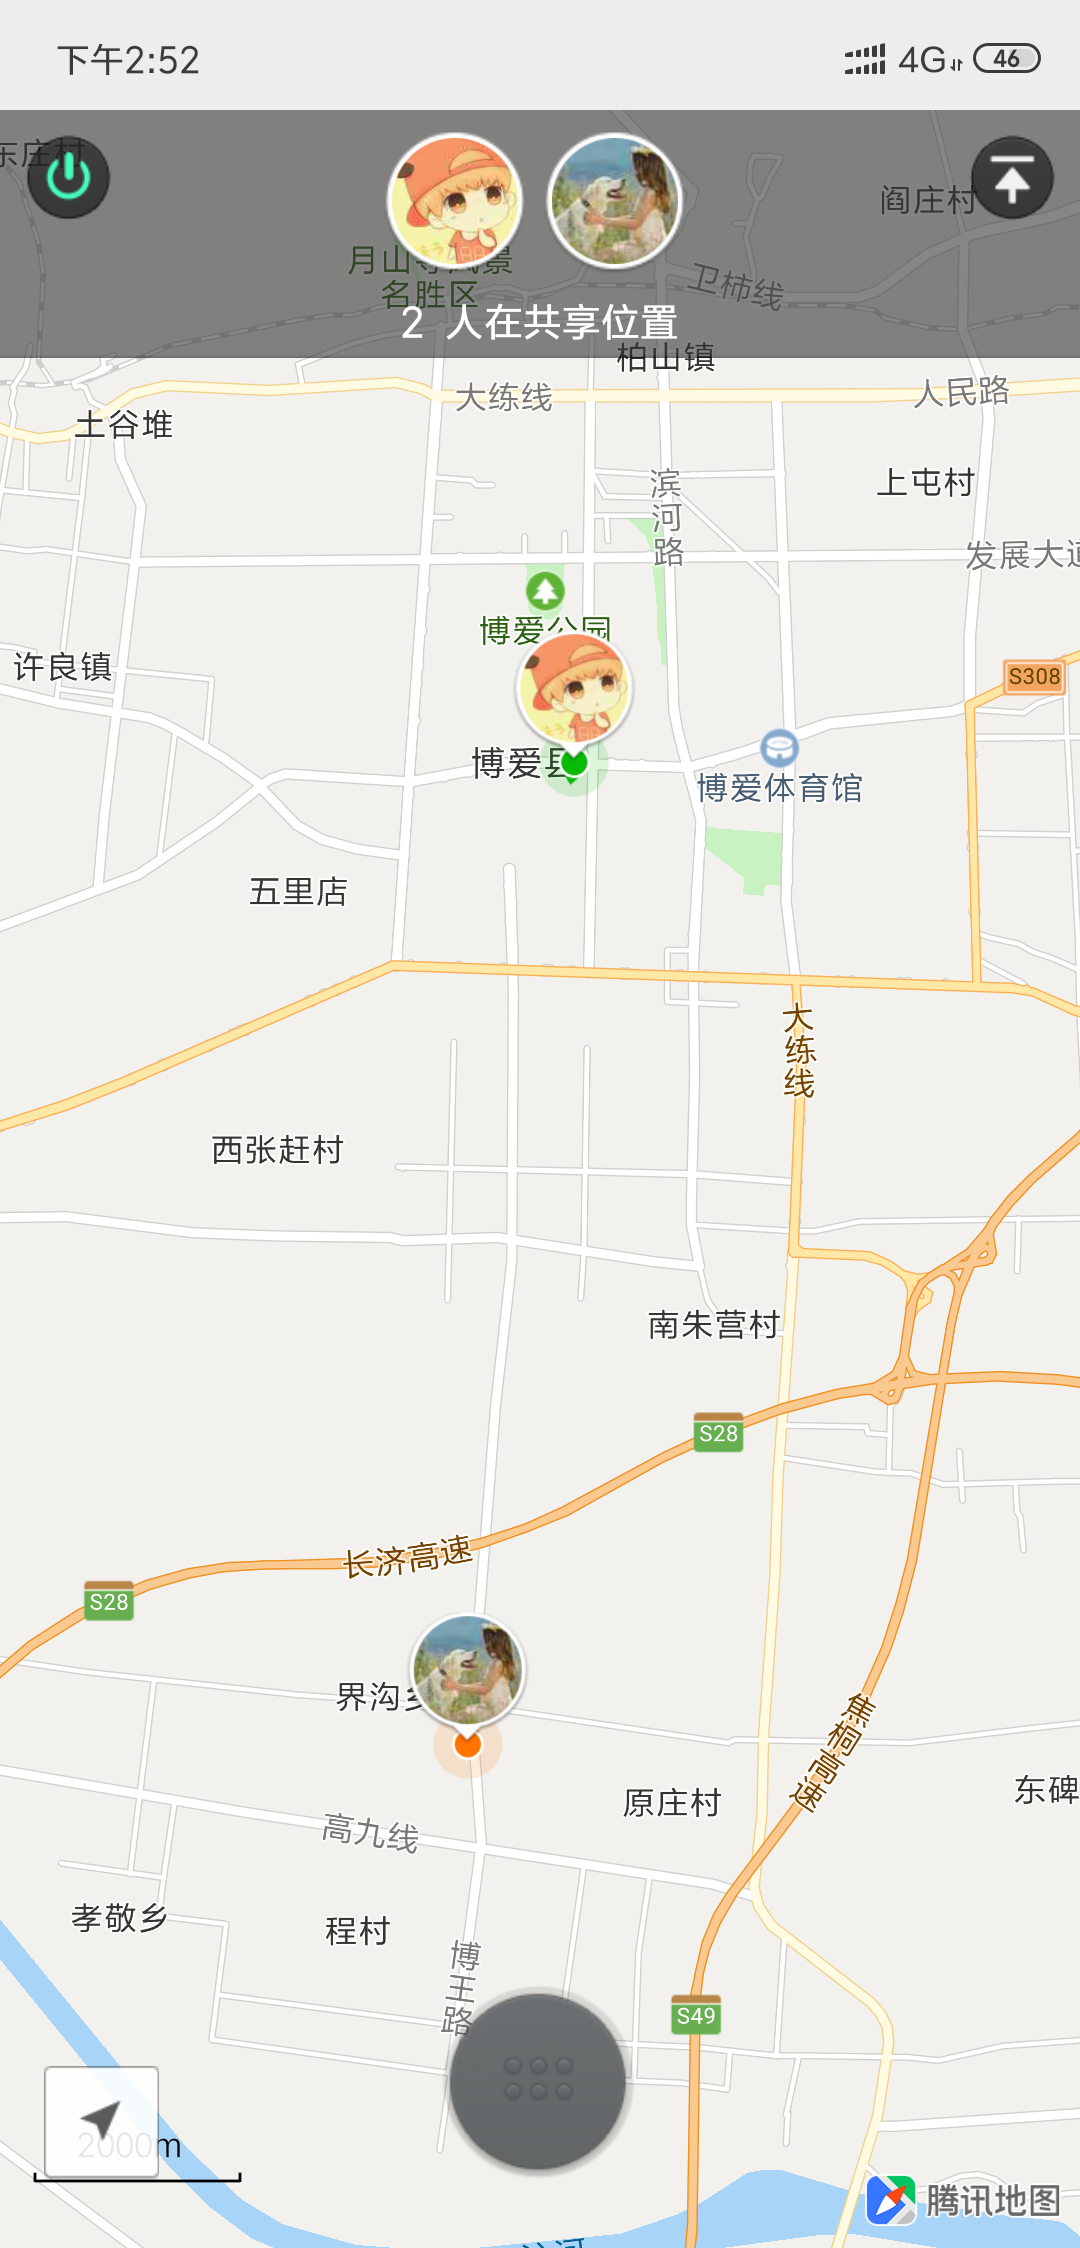 下午2:52
4G
46
东庄村
阎庄村
名胜区
卫柿线
2 人在共享位置
柏山镇
大练线
人民路
土谷堆
滨河路
上屯村
发展大道
博爱公园
许良镇
S308
博爱县
博爱体育馆
五里店
大练线
西张赶村
南朱营村
S28
长济高速
S28
界沟乡
焦桐高速
原庄村
东碑
高九线
孝敬乡
程村
博王路
S49
2000m
腾讯地图